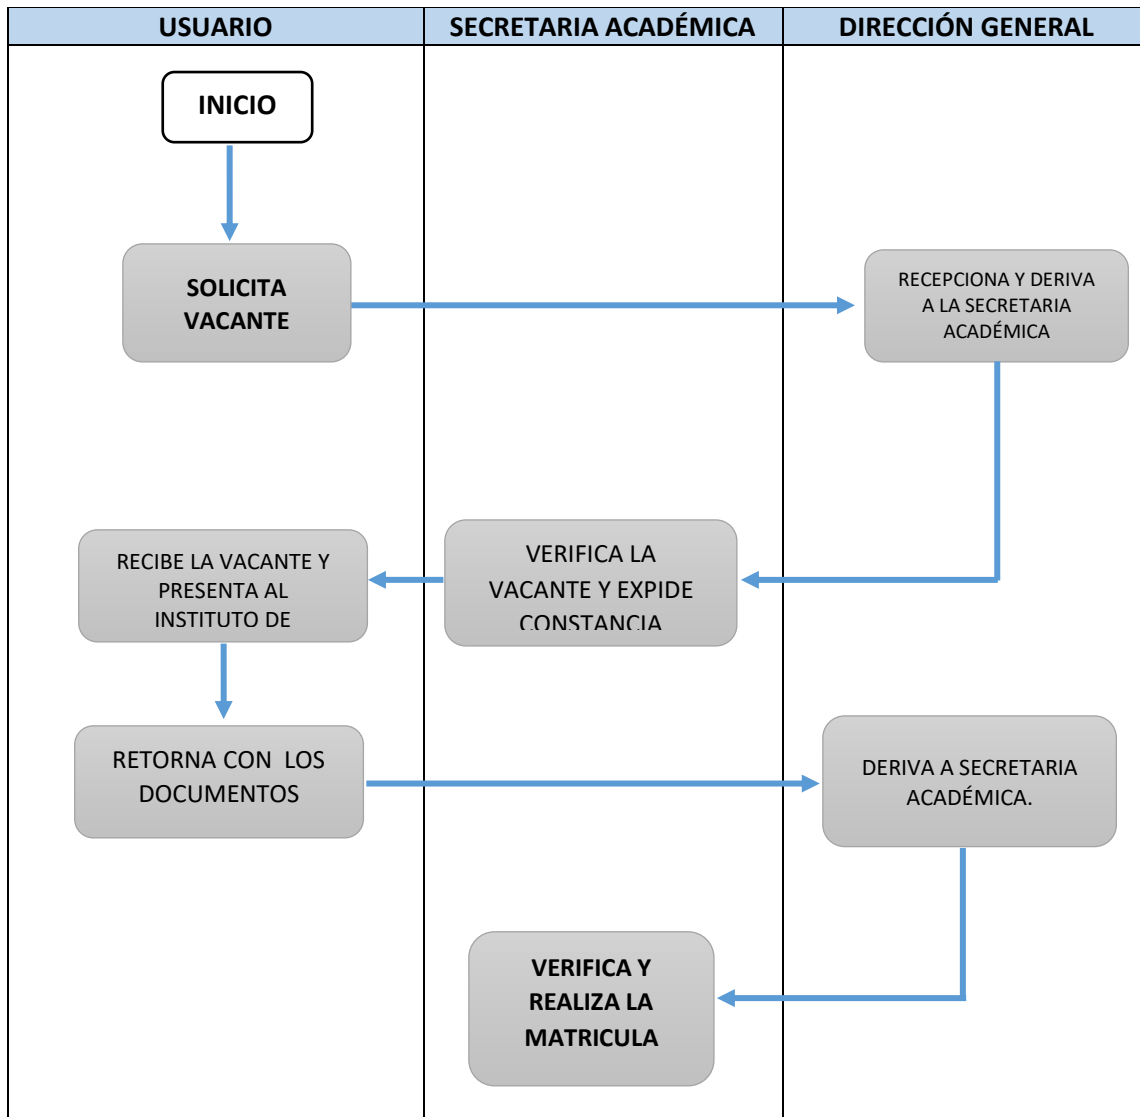 USUARIO
SECRETARIA ACADÉMICA
DIRECCIÓN GENERAL
INICIO
SOLICITA
VACANTE
RECEPCIONA Y DERIVA
A LA SECRETARIA
ACADÉMICA
VERIFICA LA
VACANTE Y EXPIDE
CONSTANCIA
RECIBE LA VACANTE Y
PRESENTA AL
INSTITUTO DE
RETORNA CON LOS
DOCUMENTOS
DERIVA A SECRETARIA
ACADÉMICA.
VERIFICA Y
REALIZA LA
MATRICULA